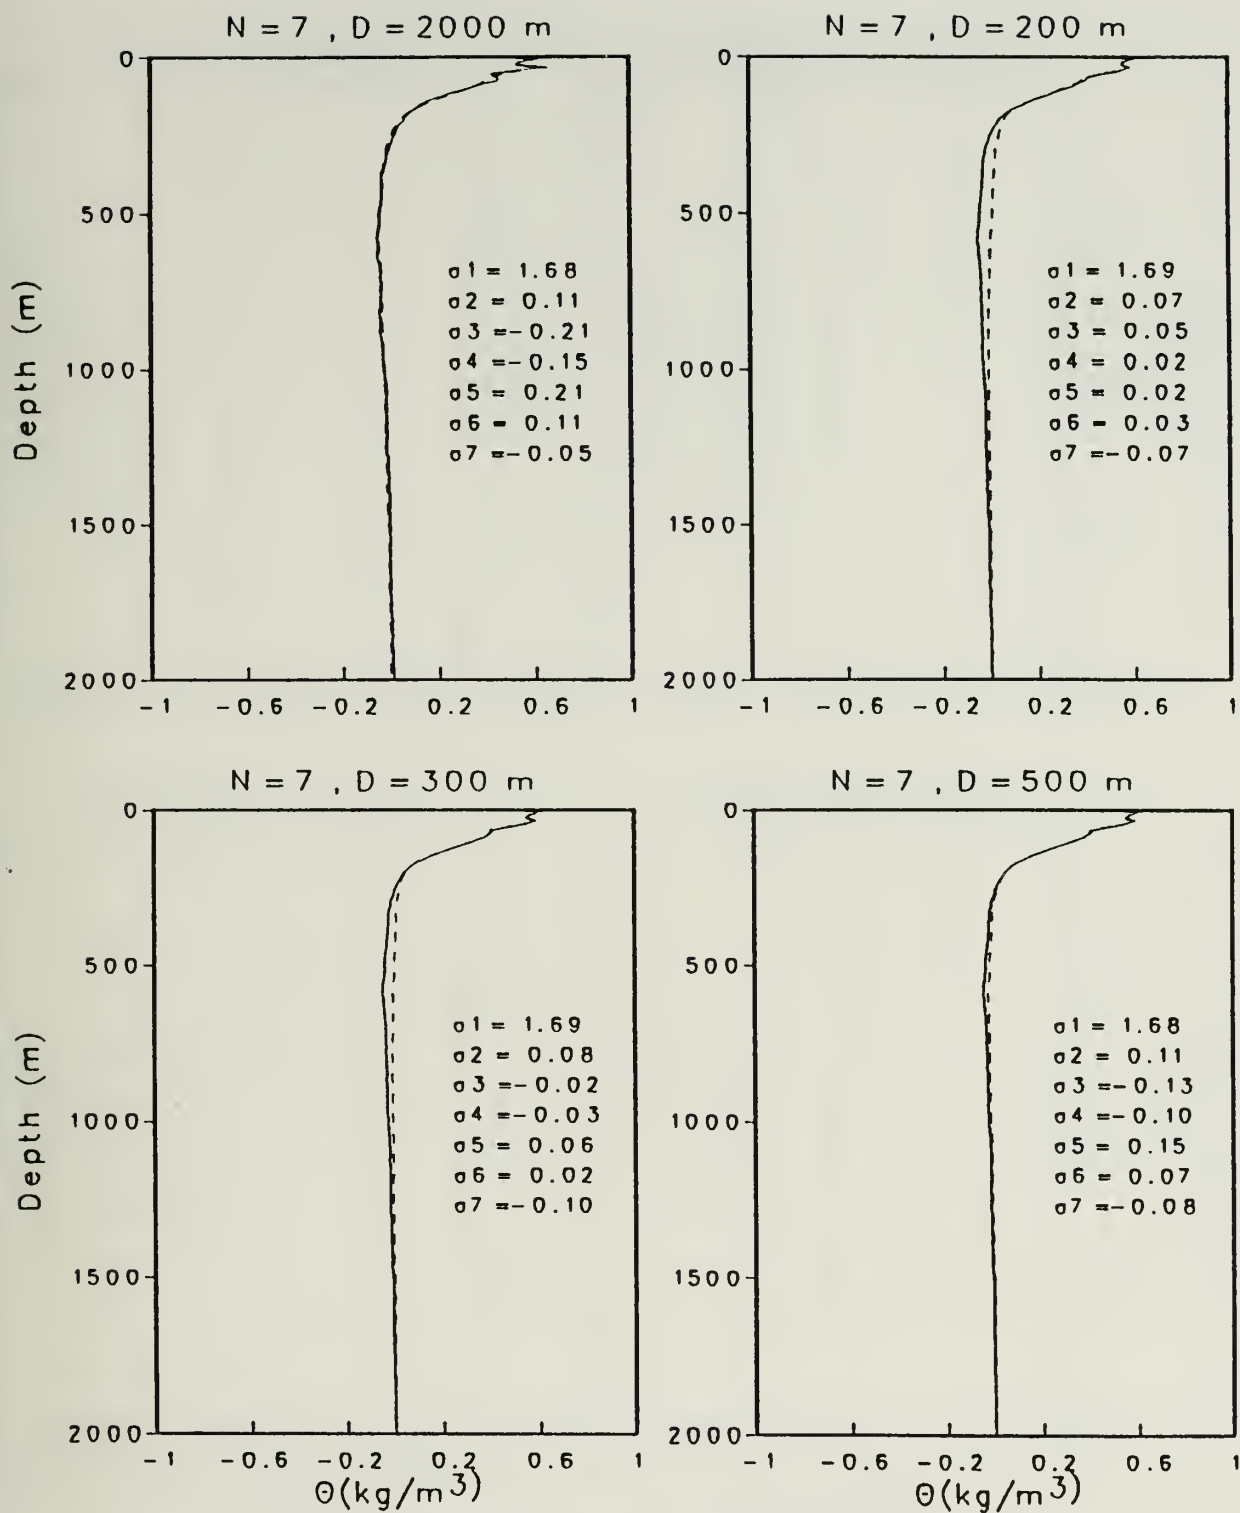 N = 7 , D = 2000 m
0
500
1000
1500
2000
Depth (m)
σ1 = 1.68
σ2 = 0.11
σ3 =-0.21
σ4 =-0.15
σ5 = 0.21
σ6 = 0.11
σ7 =-0.05
-1 -0.6 -0.2 0.2 0.6 1
N = 7 , D = 200 m
0
500
1000
1500
2000
σ1 = 1.69
σ2 = 0.07
σ3 = 0.05
σ4 = 0.02
σ5 = 0.02
σ6 = 0.03
σ7 =-0.07
-1 -0.6 -0.2 0.2 0.6 1
N = 7 , D = 300 m
0
500
1000
1500
2000
Depth (m)
σ1 = 1.69
σ2 = 0.08
σ3 =-0.02
σ4 =-0.03
σ5 = 0.06
σ6 = 0.02
σ7 =-0.10
-1 -0.6 -0.2 0.2 0.6 1
Θ(kg/m³)
N = 7 , D = 500 m
0
500
1000
1500
2000
σ1 = 1.68
σ2 = 0.11
σ3 =-0.13
σ4 =-0.10
σ5 = 0.15
σ6 = 0.07
σ7 =-0.08
-1 -0.6 -0.2 0.2 0.6 1
Θ(kg/m³)